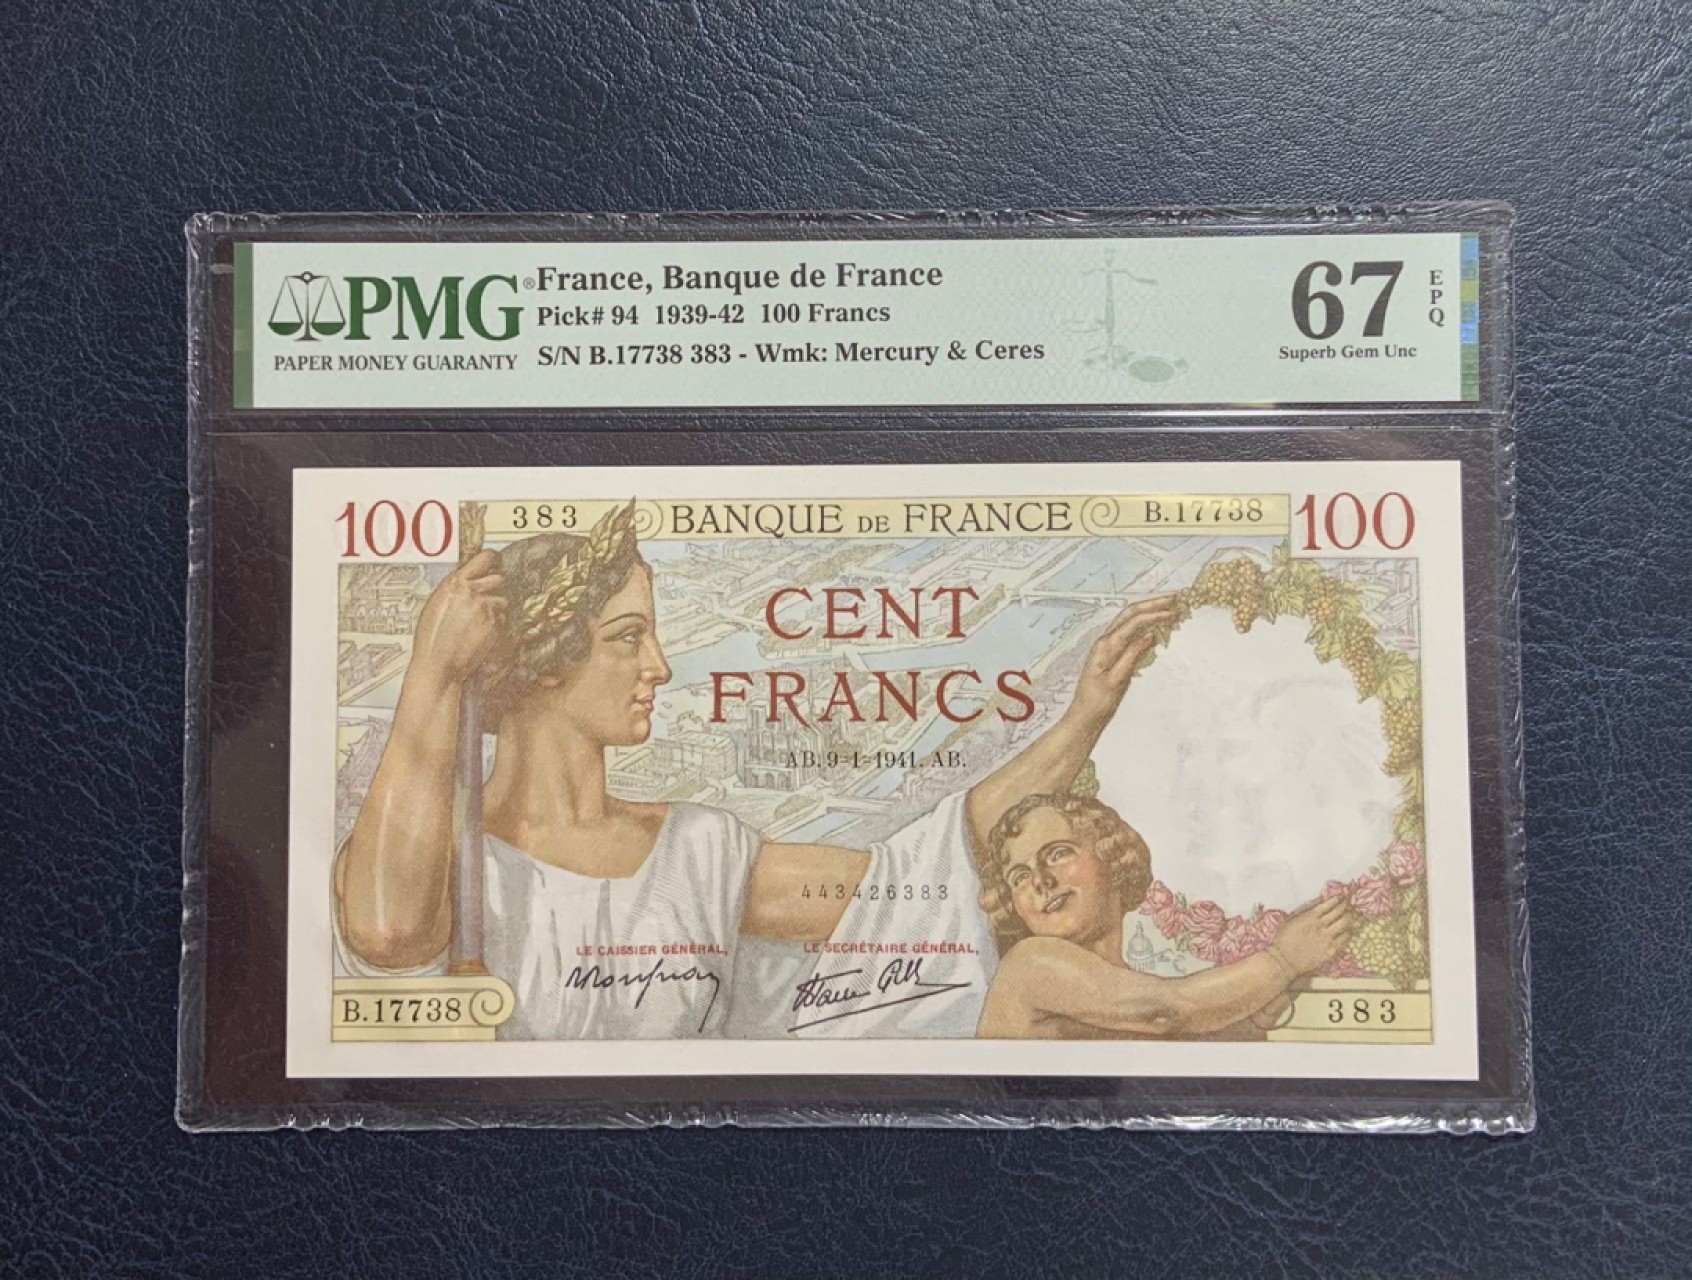 PMG®
PAPER MONEY GUARANTY
France, Banque de France
Pick# 94 1939-42 100 Francs
S/N B.17738 383 - Wmk: Mercury & Ceres
67
EPQ
Superb Gem Unc
100 383 BANQUE DE FRANCE B.17738 100
CENT
FRANCS
AB. 9=1=1941. AB.
443426383
LE CAISSIER GÉNÉRAL, LE SECRÉTAIRE GÉNÉRAL,
B.17738 383